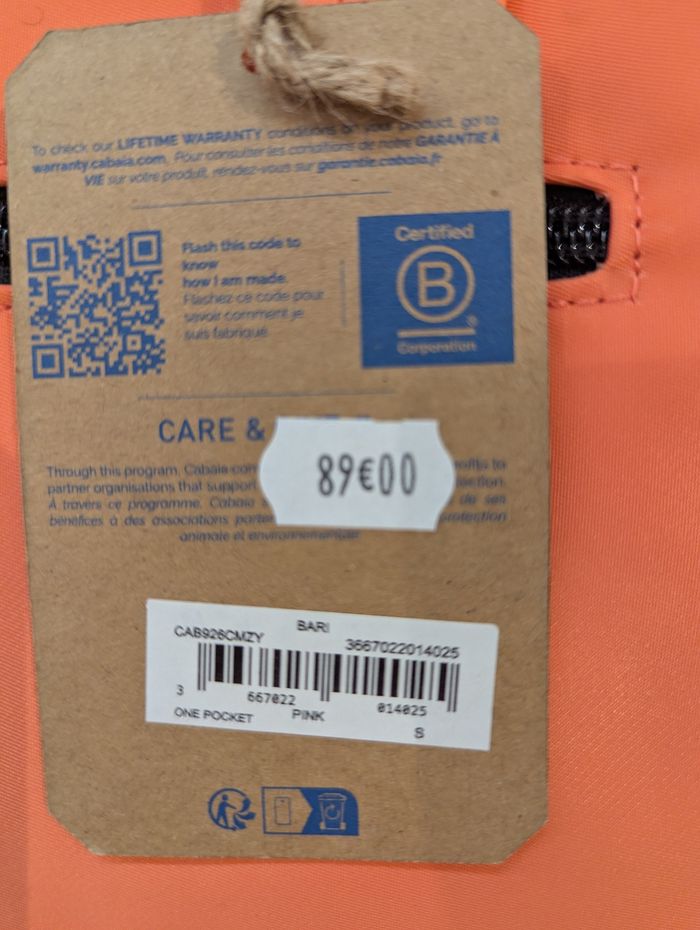 To check our LIFETIME WARRANTY conditions on your product, go to
warranty.cabaia.com. Pour consulter les conditions de notre GARANTIE À
VIE sur votre produit, rendez-vous sur garantie.cabaia.fr
Flash this code to
know
how I am made.
Flashez ce code pour
savoir comment je
suis fabriqué.
Certified
B
®
Corporation
CARE &
89€00
Through this program, Cabaia
partner organisations that support
À travers ce programme, Cabaia de ses
bénéfices à des associations protection
animale et environnementale.
CAB926CMZY BARI 3667022014025
3 667022 014025
ONE POCKET PINK S